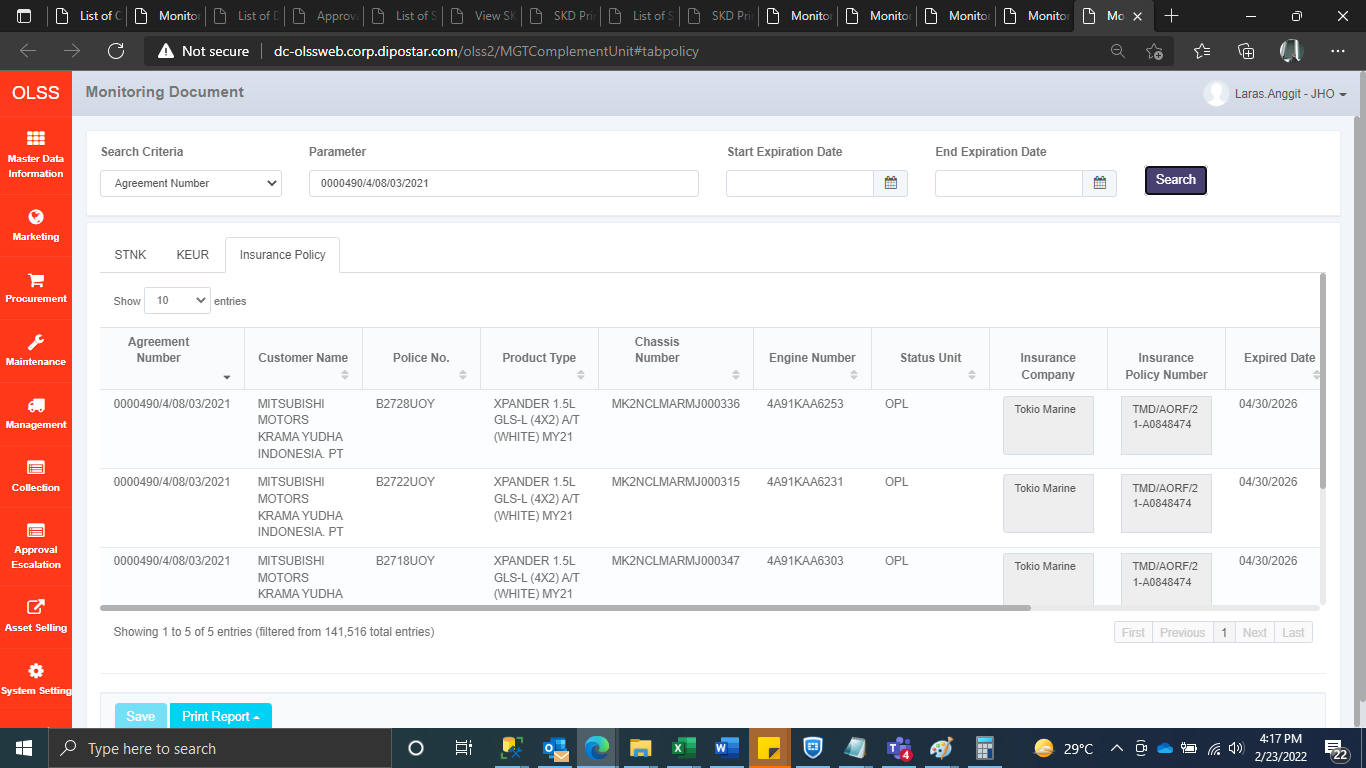 List of C
Monitor
List of D
Approva
List of S
View SK
SKD Prin
List of S
SKD Prin
Monitor
Monitor
Monitor
Monitor
Mo
Not secure
dc-olssweb.corp.dipostar.com/olss2/MGTComplementUnit#tabpolicy
OLSS
Monitoring Document
Laras.Anggit - JHO
Master Data
Information
Marketing
Procurement
Maintenance
Management
Collection
Approval
Escalation
Asset Selling
System Setting
Search Criteria
Parameter
Start Expiration Date
End Expiration Date
Agreement Number
0000490/4/08/03/2021
Search
STNK
KEUR
Insurance Policy
Show 10 entries
Agreement
Number
Customer Name
Police No.
Product Type
Chassis
Number
Engine Number
Status Unit
Insurance
Company
Insurance
Policy Number
Expired Date
0000490/4/08/03/2021
MITSUBISHI
MOTORS
KRAMA YUDHA
INDONESIA. PT
B2728UOY
XPANDER 1.5L
GLS-L (4X2) A/T
(WHITE) MY21
MK2NCLMARMJ000336
4A91KAA6253
OPL
Tokio Marine
TMD/AORF/2
1-A0848474
04/30/2026
0000490/4/08/03/2021
MITSUBISHI
MOTORS
KRAMA YUDHA
INDONESIA. PT
B2722UOY
XPANDER 1.5L
GLS-L (4X2) A/T
(WHITE) MY21
MK2NCLMARMJ000315
4A91KAA6231
OPL
Tokio Marine
TMD/AORF/2
1-A0848474
04/30/2026
0000490/4/08/03/2021
MITSUBISHI
MOTORS
KRAMA YUDHA
B2718UOY
XPANDER 1.5L
GLS-L (4X2) A/T
(WHITE) MY21
MK2NCLMARMJ000347
4A91KAA6303
OPL
Tokio Marine
TMD/AORF/2
1-A0848474
04/30/2026
Showing 1 to 5 of 5 entries (filtered from 141,516 total entries)
First
Previous
1
Next
Last
Save
Print Report
Type here to search
4
29°C
4:17 PM
2/23/2022
22